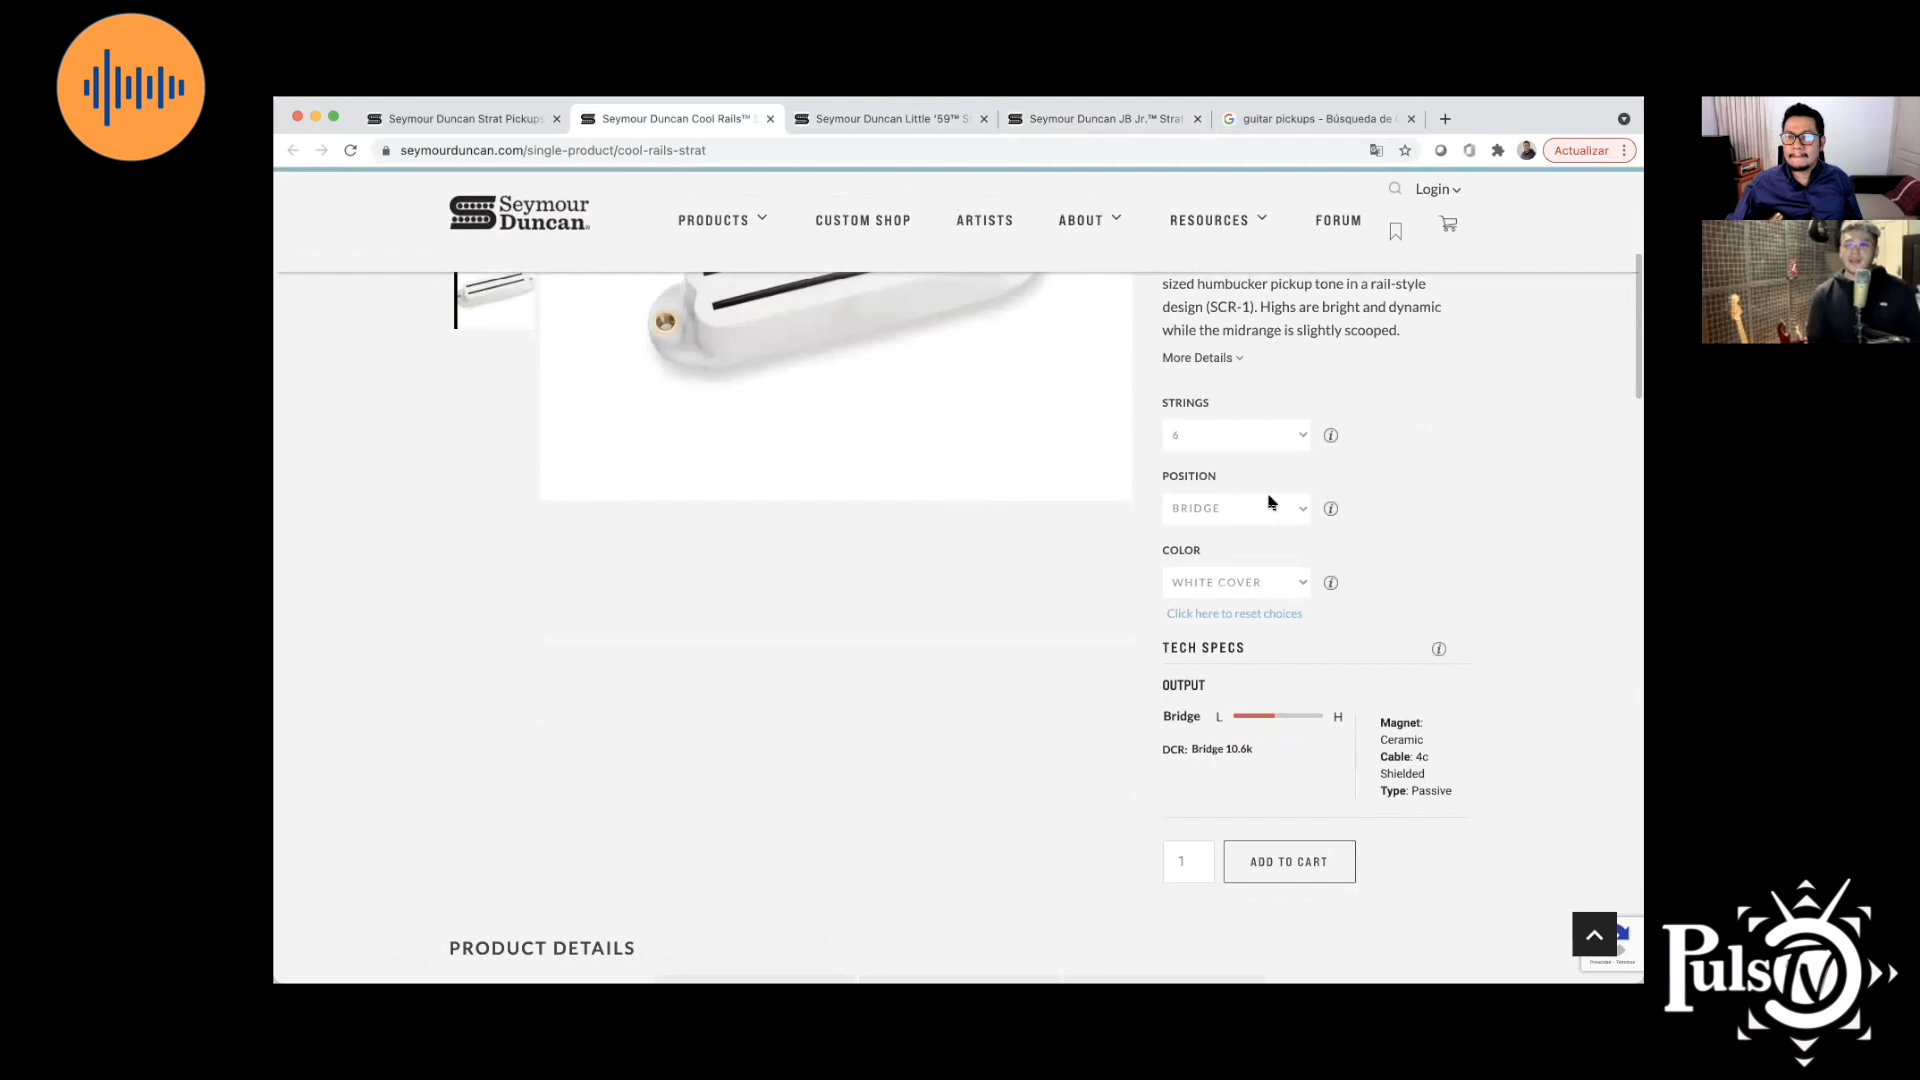 Seymour Duncan Strat Pickups
Seymour Duncan Cool Rails™ S
Seymour Duncan Little '59™ St
Seymour Duncan JB Jr.™ Strat
guitar pickups - Búsqueda de
seymourduncan.com/single-product/cool-rails-strat
Actualizar
Seymour
Duncan
PRODUCTS
CUSTOM SHOP
ARTISTS
ABOUT
RESOURCES
FORUM
Login
sized humbucker pickup tone in a rail-style
design (SCR-1). Highs are bright and dynamic
while the midrange is slightly scooped.
More Details
STRINGS
6
POSITION
BRIDGE
COLOR
WHITE COVER
Click here to reset choices
TECH SPECS
OUTPUT
Bridge L H
DCR: Bridge 10.6k
Magnet:
Ceramic
Cable: 4c
Shielded
Type: Passive
1
ADD TO CART
PRODUCT DETAILS
Privacidad - Términos
Puls
TV